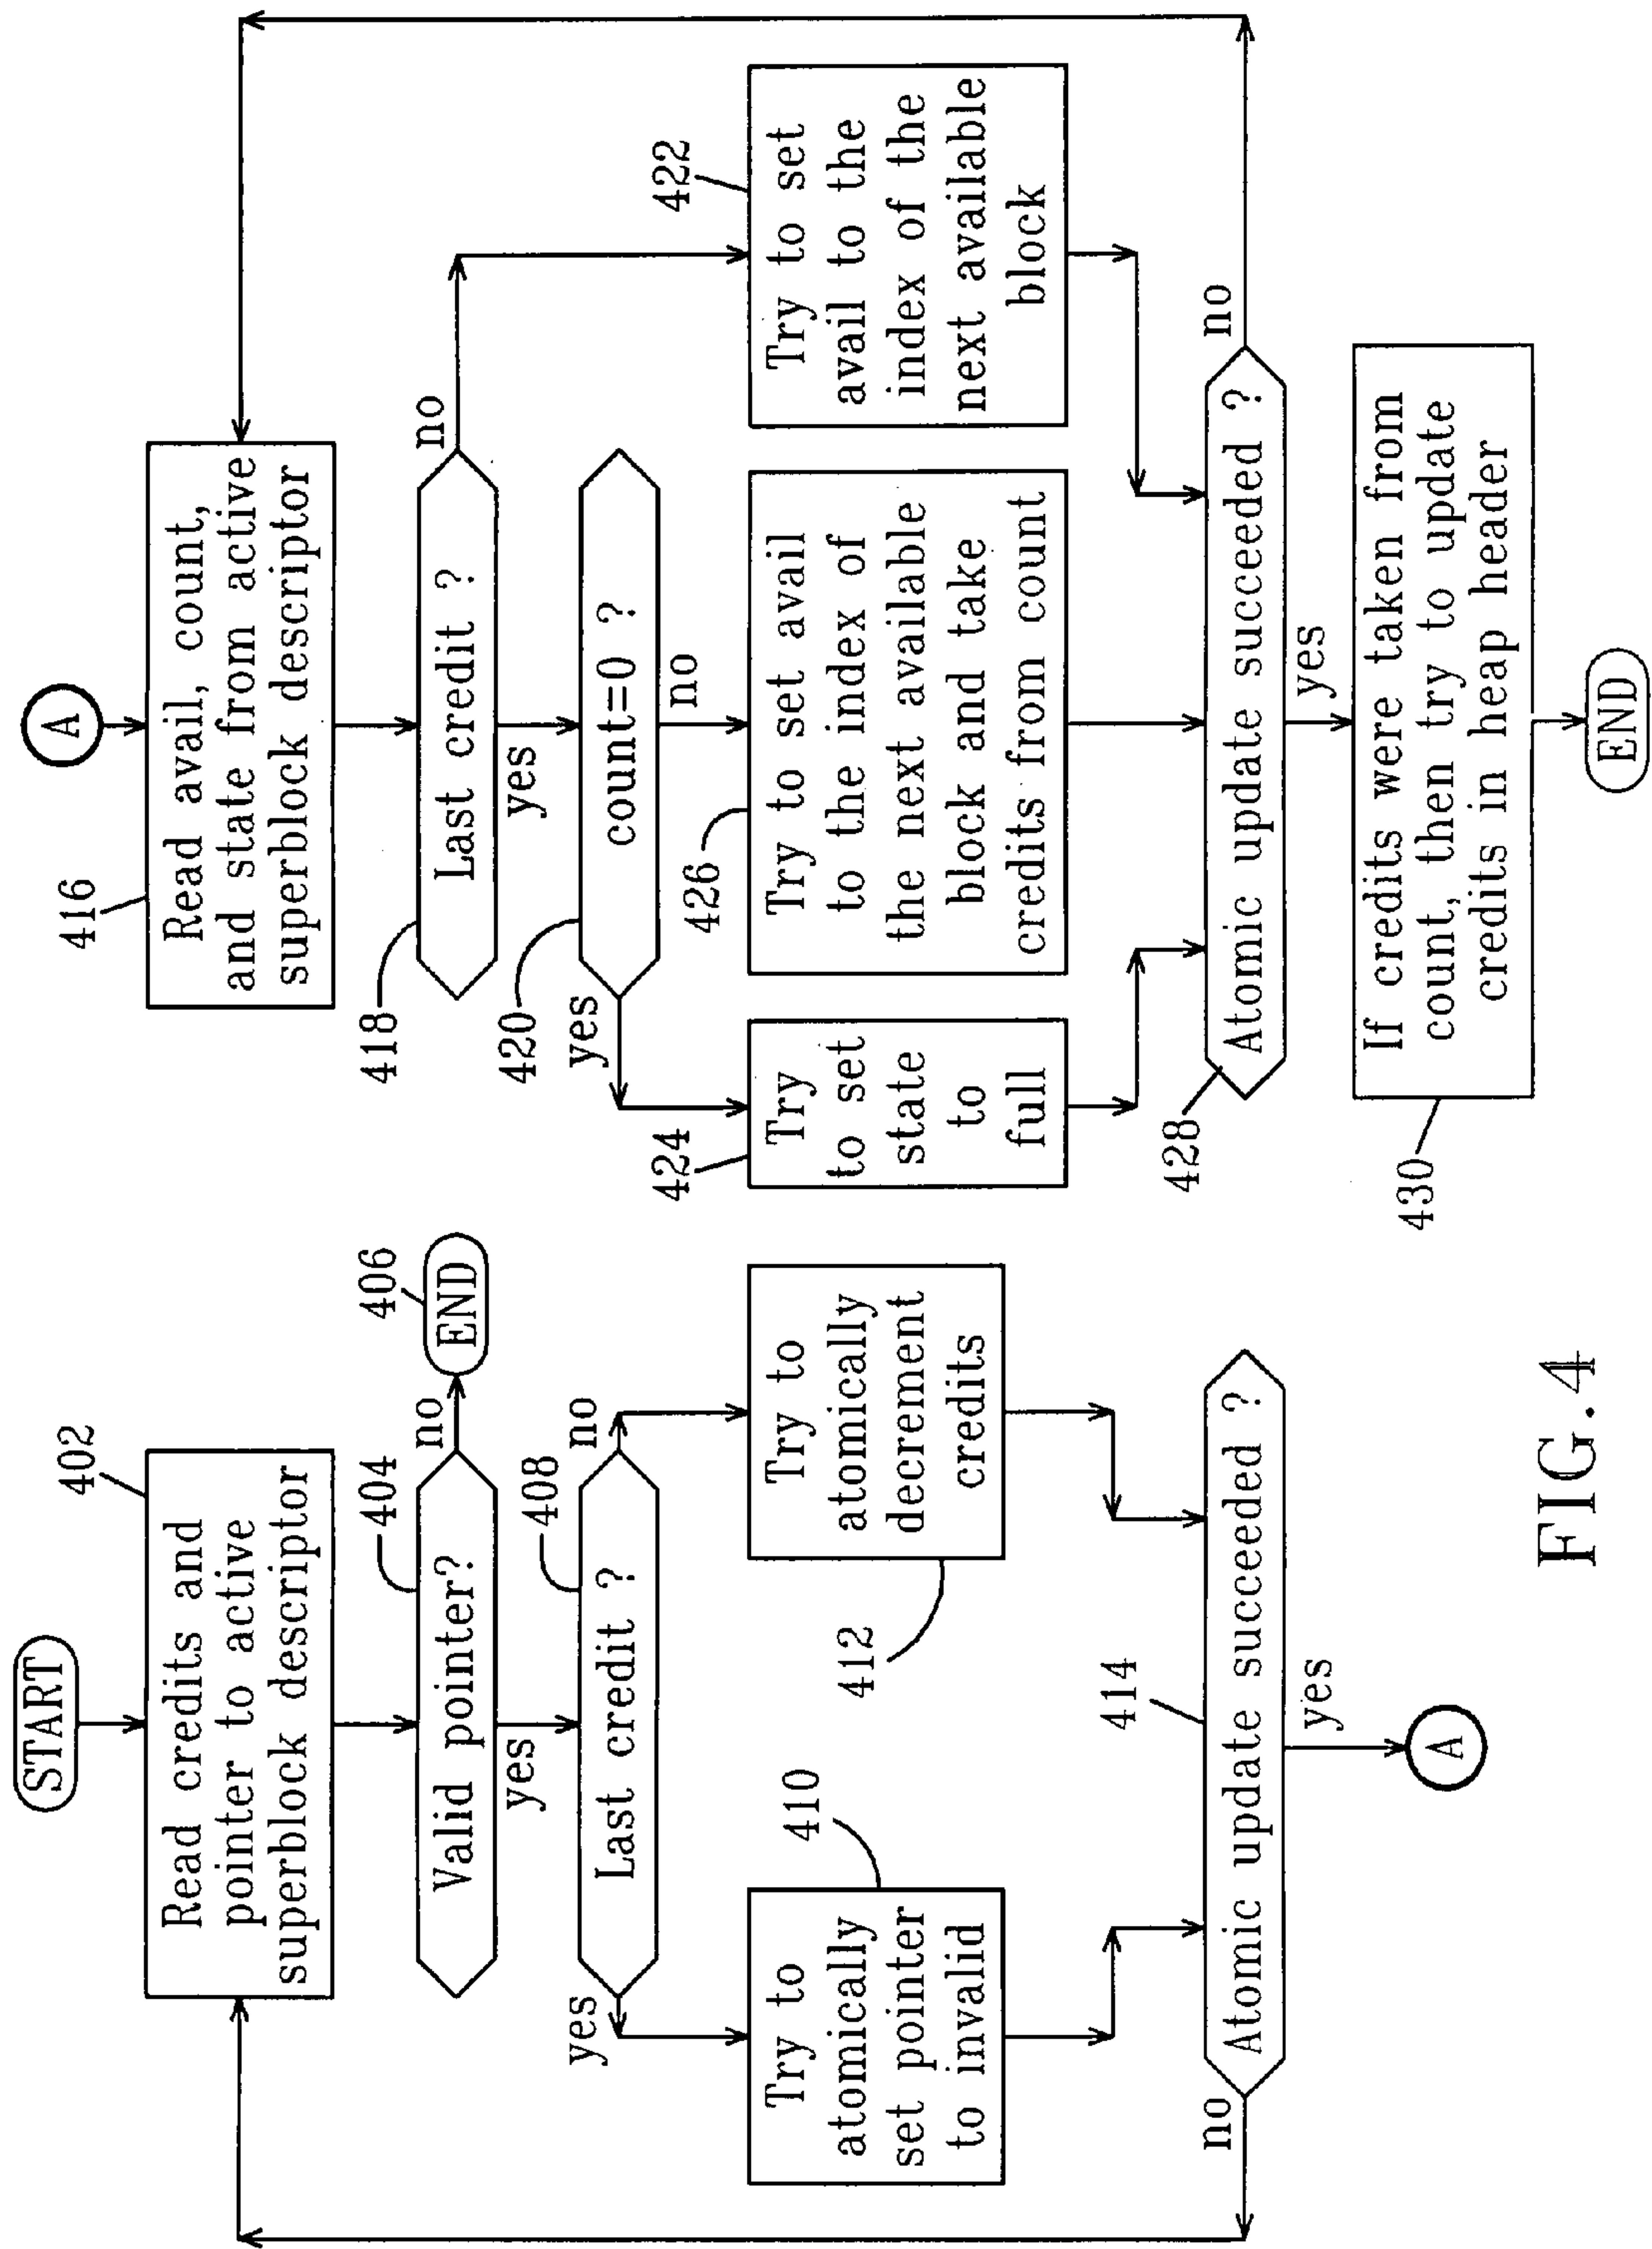 START
402
Read credits and
pointer to active
superblock descriptor
404
Valid pointer?
no
406
END
yes
408
Last credit ?
yes
no
410
Try to
atomically
set pointer
to invalid
412
Try to
atomically
decrement
credits
414
Atomic update succeeded ?
no
yes
A
A
416
Read avail, count,
and state from active
superblock descriptor
418
Last credit ?
no
yes
420
count=0 ?
yes
no
424
Try
to set
state
to
full
426
Try to set avail
to the index of
the next available
block and take
credits from count
422
Try to set
avail to the
index of the
next available
block
428
Atomic update succeeded ?
no
yes
430
If credits were taken from
count, then try to update
credits in heap header
END
FIG.4